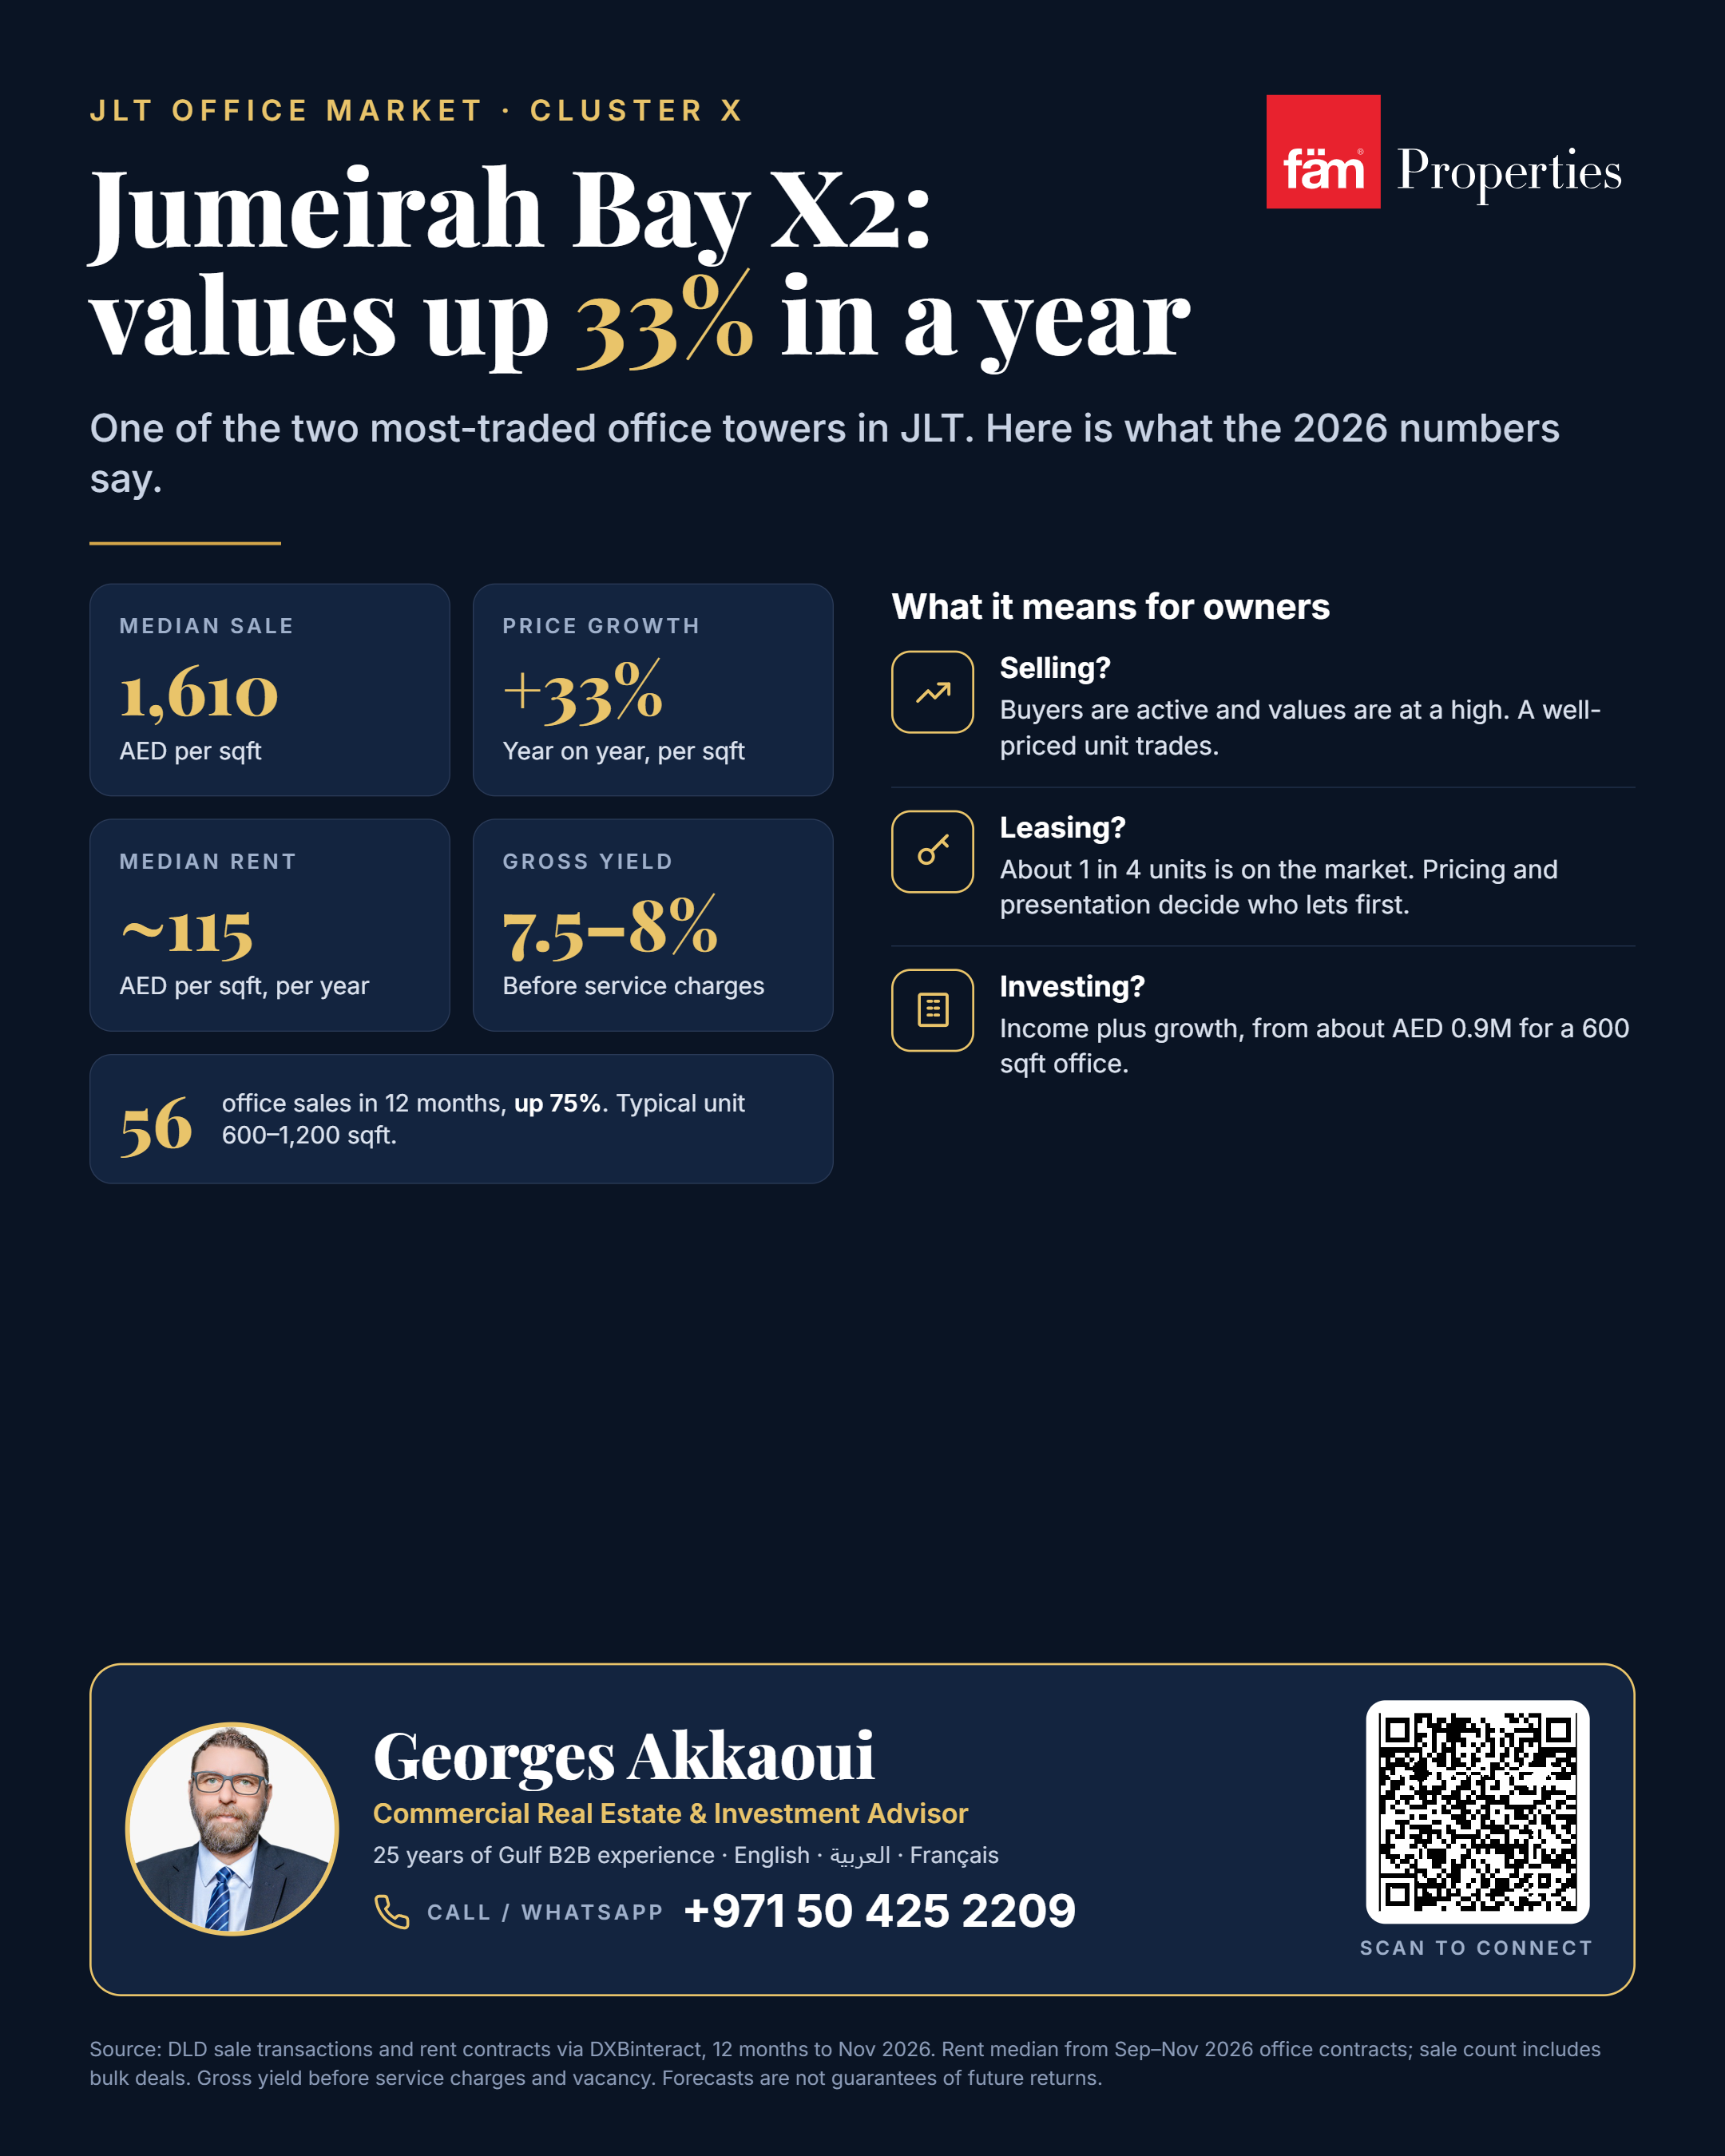 JLT OFFICE MARKET · CLUSTER X
fäm® Properties
Jumeirah Bay X2:
values up 33% in a year
One of the two most-traded office towers in JLT. Here is what the 2026 numbers
say.
MEDIAN SALE
1,610
AED per sqft
PRICE GROWTH
+33%
Year on year, per sqft
MEDIAN RENT
~115
AED per sqft, per year
GROSS YIELD
7.5–8%
Before service charges
56
office sales in 12 months, up 75%. Typical unit
600–1,200 sqft.
What it means for owners
Selling?
Buyers are active and values are at a high. A well-
priced unit trades.
Leasing?
About 1 in 4 units is on the market. Pricing and
presentation decide who lets first.
Investing?
Income plus growth, from about AED 0.9M for a 600
sqft office.
Georges Akkaoui
Commercial Real Estate & Investment Advisor
25 years of Gulf B2B experience · English · العربية · Français
CALL / WHATSAPP +971 50 425 2209
SCAN TO CONNECT
Source: DLD sale transactions and rent contracts via DXBinteract, 12 months to Nov 2026. Rent median from Sep–Nov 2026 office contracts; sale count includes
bulk deals. Gross yield before service charges and vacancy. Forecasts are not guarantees of future returns.